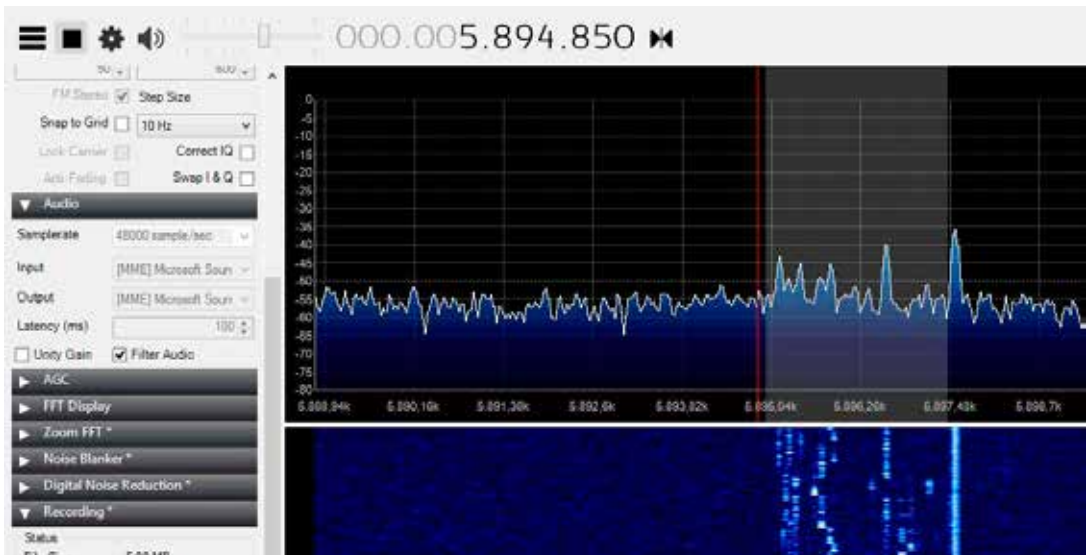 000.005.894.850
50 600
FM Stereo Step Size
Snap to Grid 10 Hz
Lock Carrier Correct IQ
Anti Fading Swap I & Q
Audio
Samplerate 48000 sample/sec
Input [MME] Microsoft Soun
Output [MME] Microsoft Soun
Latency (ms) 100
Unity Gain Filter Audio
AGC
FFT Display
Zoom FFT *
Noise Blanker *
Digital Noise Reduction *
Recording *
Status
0
-5
-10
-15
-20
-25
-30
-35
-40
-45
-50
-55
-60
-65
-70
-75
-80
5.888,94k 5.890,16k 5.891,38k 5.892,6k 5.893,82k 5.895,04k 5.896,26k 5.897,48k 5.898,7k